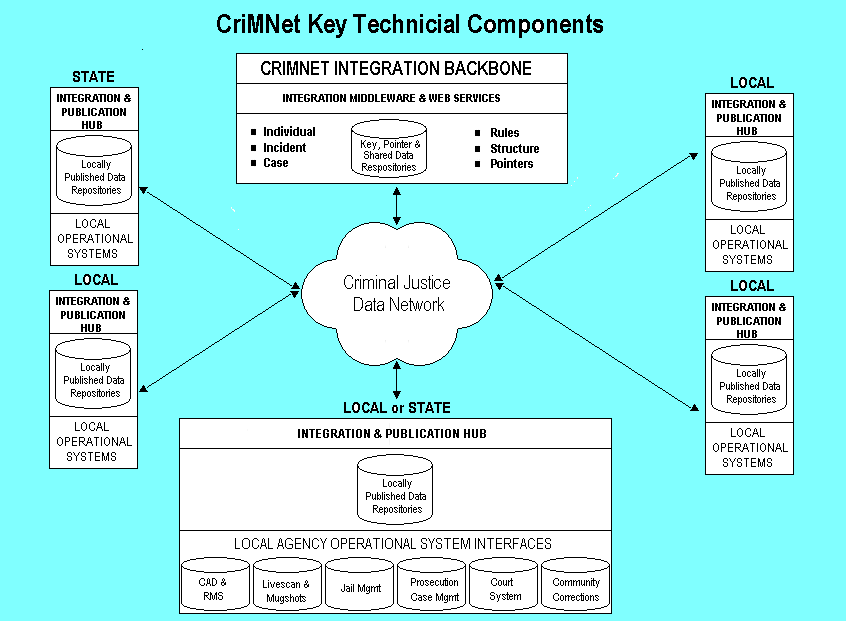 CriMNet Key Technicial Components
STATE
INTEGRATION &
PUBLICATION
HUB
Locally
Published Data
Repositories
LOCAL
OPERATIONAL
SYSTEMS
CRIMNET INTEGRATION BACKBONE
INTEGRATION MIDDLEWARE & WEB SERVICES
Individual
Incident
Case
Key, Pointer &
Shared Data
Respositories
Rules
Structure
Pointers
LOCAL
INTEGRATION &
PUBLICATION
HUB
Locally
Published Data
Repositories
LOCAL
OPERATIONAL
SYSTEMS
Criminal Justice
Data Network
LOCAL
INTEGRATION &
PUBLICATION
HUB
Locally
Published Data
Repositories
LOCAL
OPERATIONAL
SYSTEMS
LOCAL
INTEGRATION &
PUBLICATION
HUB
Locally
Published Data
Repositories
LOCAL
OPERATIONAL
SYSTEMS
LOCAL or STATE
INTEGRATION & PUBLICATION HUB
Locally
Published Data
Repositories
LOCAL AGENCY OPERATIONAL SYSTEM INTERFACES
CAD &
RMS
Livescan &
Mugshots
Jail Mgmt
Prosecution
Case Mgmt
Court
System
Community
Corrections